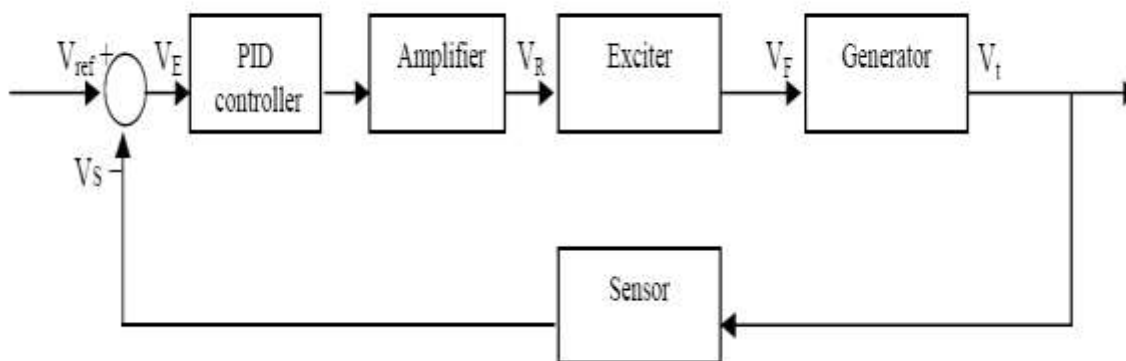 Vref
+
VE
PID
controller
Amplifier
VR
Exciter
VF
Generator
Vt
VS
−
Sensor